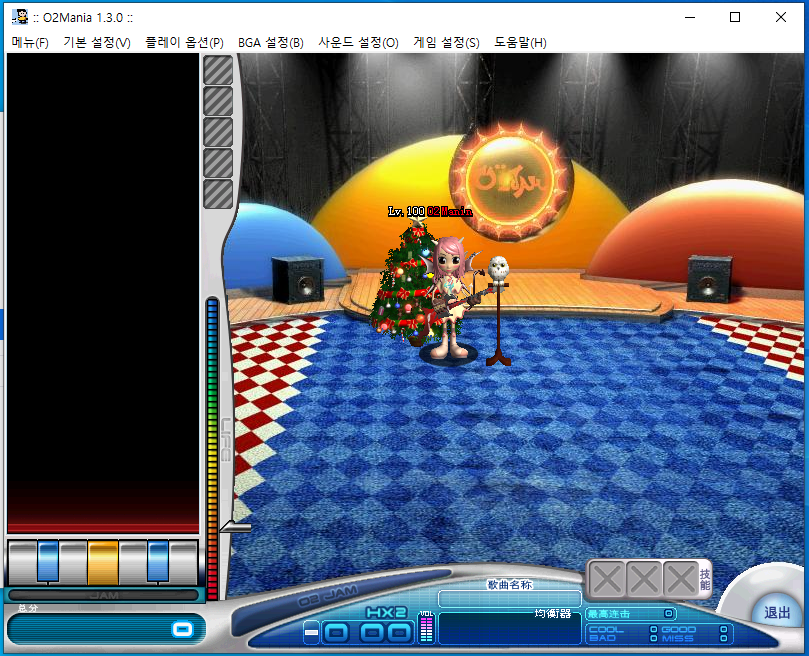 :: O2Mania 1.3.0 ::
메뉴(F) 기본 설정(V) 플레이 옵션(P) BGA 설정(B) 사운드 설정(O) 게임 설정(S) 도움말(H)
Lv. 100 O2Mania
LIFE
JAM
总分
O2 JAM
HX2
VOL
歌曲名称
均衡器
技能
最高连击
COOL GOOD
BAD MISS
退出